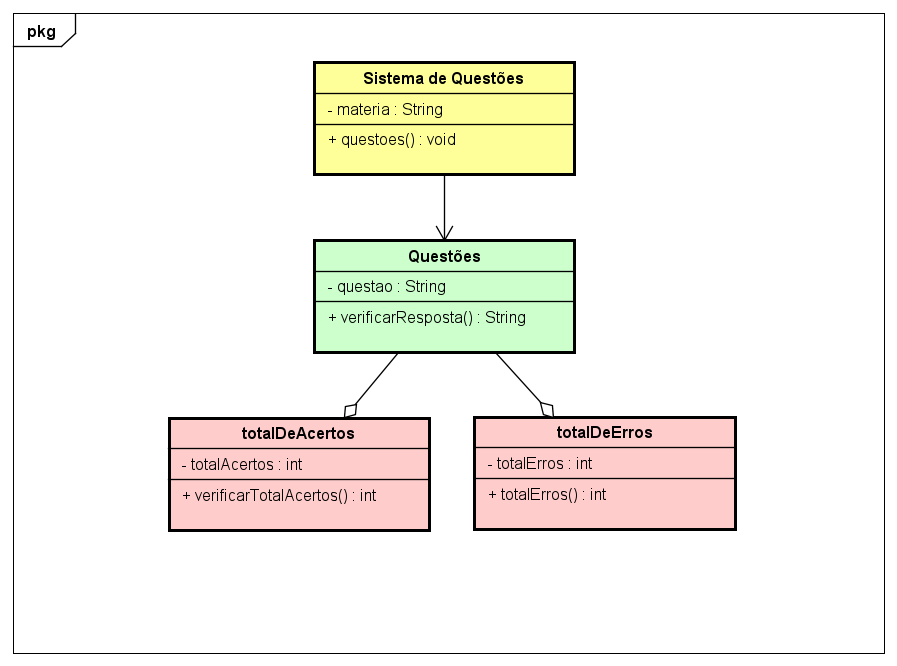 pkg
Sistema de Questões
- materia : String
+ questoes() : void
Questões
- questao : String
+ verificarResposta() : String
totalDeAcertos
- totalAcertos : int
+ verificarTotalAcertos() : int
totalDeErros
- totalErros : int
+ totalErros() : int